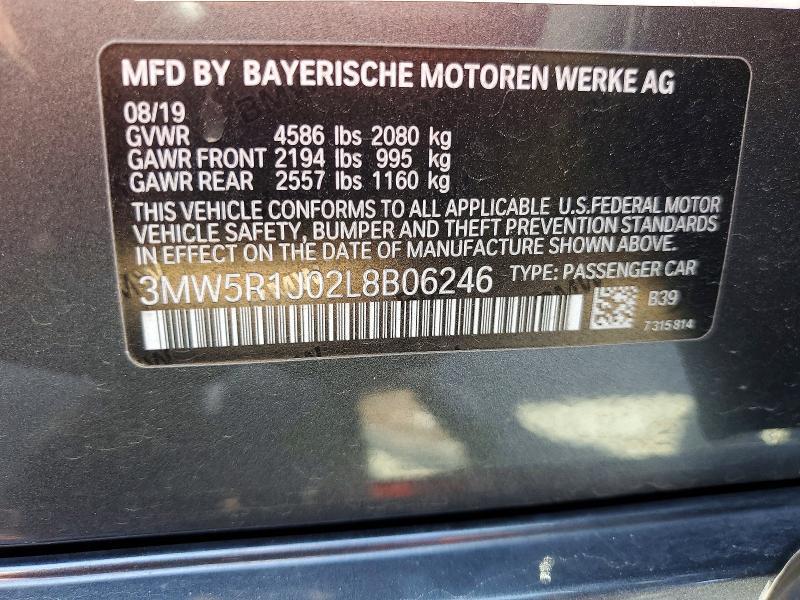 MFD BY BAYERISCHE MOTOREN WERKE AG
08/19
GVWR 4586 lbs 2080 kg
GAWR FRONT 2194 lbs 995 kg
GAWR REAR 2557 lbs 1160 kg
THIS VEHICLE CONFORMS TO ALL APPLICABLE U.S.FEDERAL MOTOR
VEHICLE SAFETY, BUMPER AND THEFT PREVENTION STANDARDS
IN EFFECT ON THE DATE OF MANUFACTURE SHOWN ABOVE.
3MW5R1J02L8B06246 TYPE: PASSENGER CAR
B39
7315814